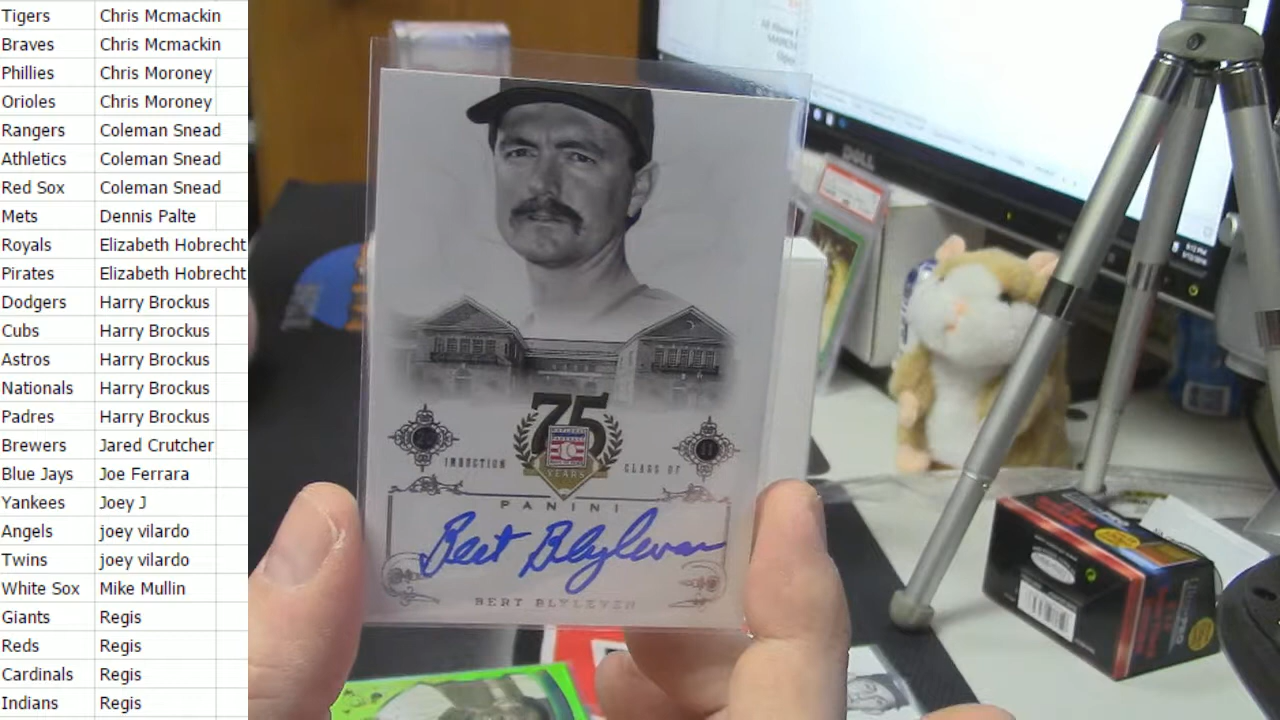 Tigers Chris Mcmackin
Braves Chris Mcmackin
Phillies Chris Moroney
Orioles Chris Moroney
Rangers Coleman Snead
Athletics Coleman Snead
Red Sox Coleman Snead
Mets Dennis Palte
Royals Elizabeth Hobrecht
Pirates Elizabeth Hobrecht
Dodgers Harry Brockus
Cubs Harry Brockus
Astros Harry Brockus
Nationals Harry Brockus
Padres Harry Brockus
Brewers Jared Crutcher
Blue Jays Joe Ferrara
Yankees Joey J
Angels joey vilardo
Twins joey vilardo
White Sox Mike Mullin
Giants Regis
Reds Regis
Cardinals Regis
Indians Regis
75
YEARS
INDUCTION CLASS OF
11
PANINI
Bert Blyleven
BERT BLYLEVEN
DELL